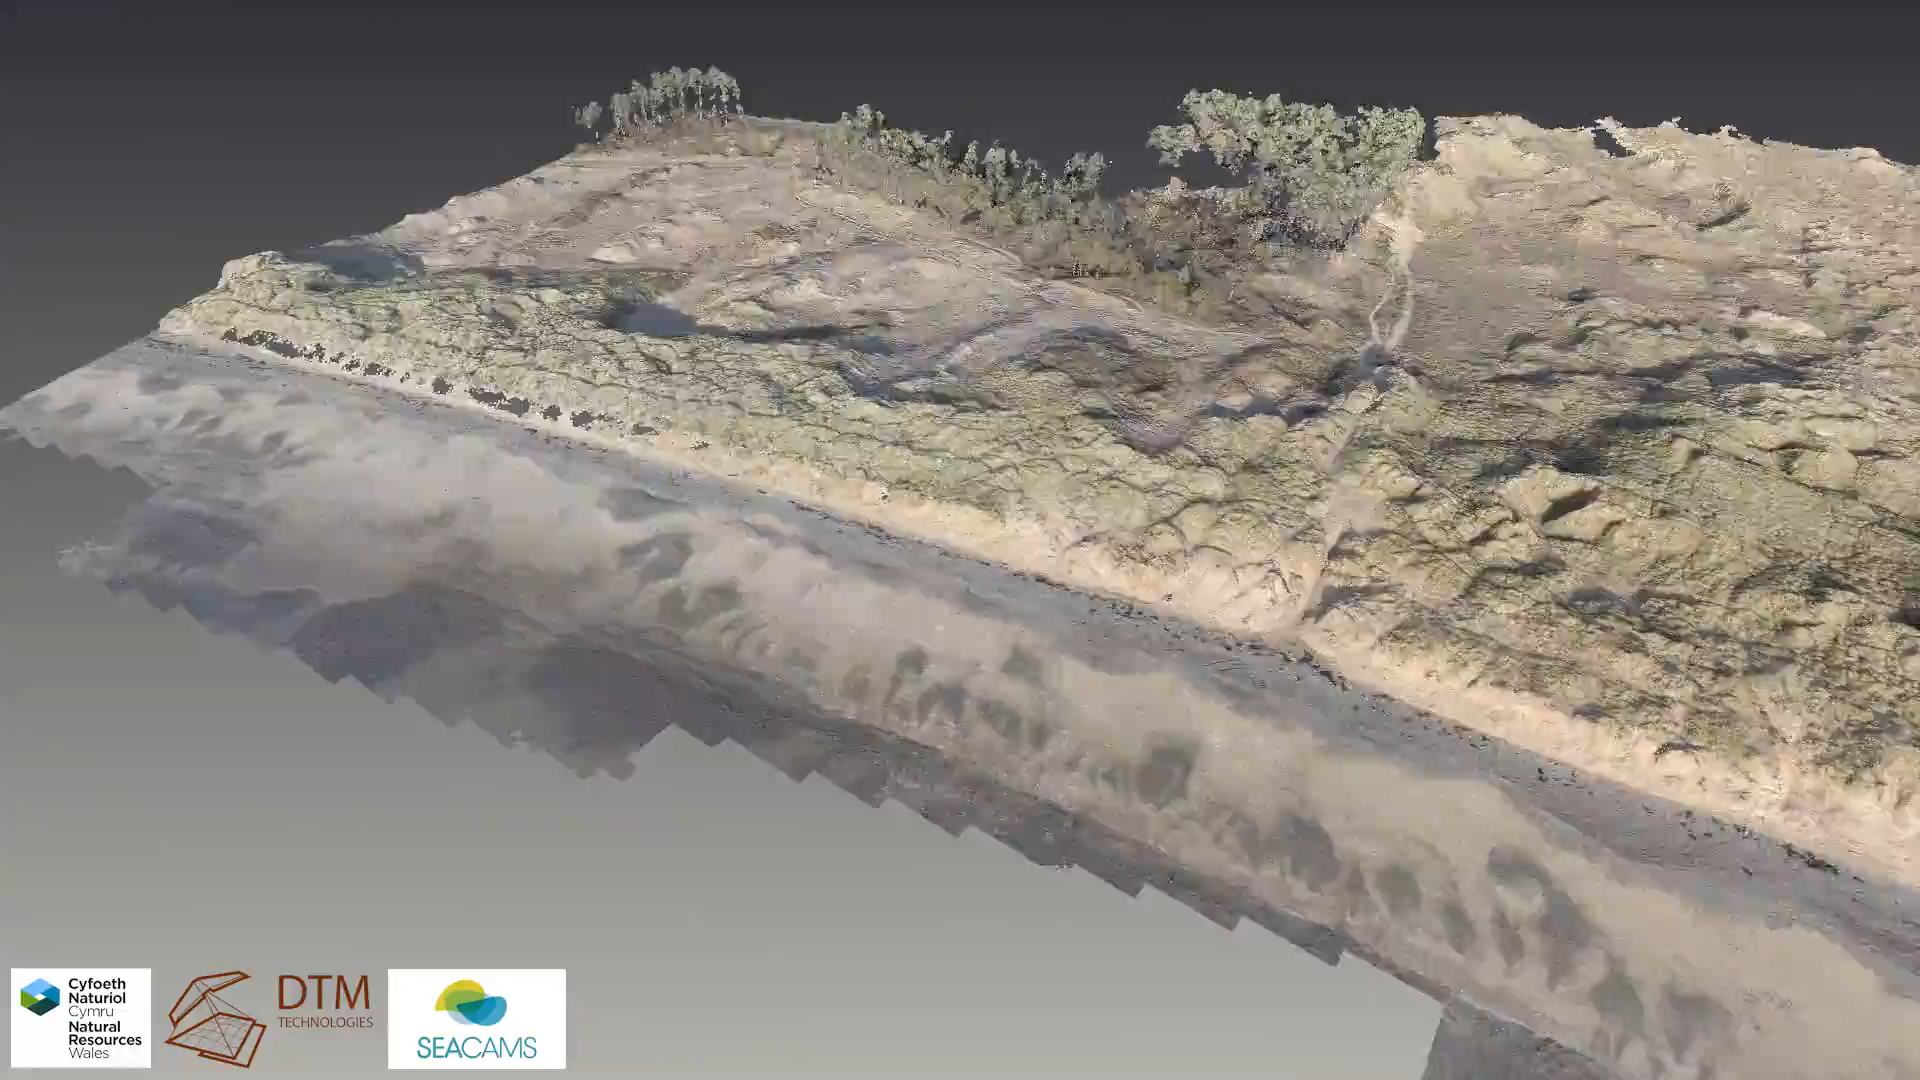 Cyfoeth
Naturiol
Cymru
Natural
Resources
Wales
DTM
TECHNOLOGIES
SEACAMS